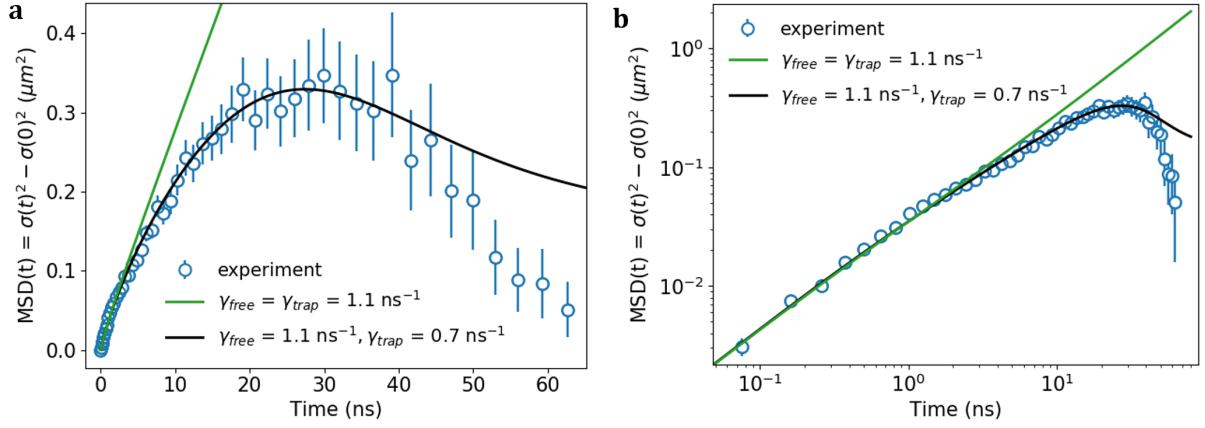 a
MSD(t) = σ(t)² − σ(0)² (μm²)
0.4
0.3
0.2
0.1
0.0
experiment
γfree = γtrap = 1.1 ns⁻¹
γfree = 1.1 ns⁻¹, γtrap = 0.7 ns⁻¹
0 10 20 30 40 50 60
Time (ns)
b
MSD(t) = σ(t)² − σ(0)² (μm²)
10⁰
10⁻¹
10⁻²
experiment
γfree = γtrap = 1.1 ns⁻¹
γfree = 1.1 ns⁻¹, γtrap = 0.7 ns⁻¹
10⁻¹ 10⁰ 10¹
Time (ns)